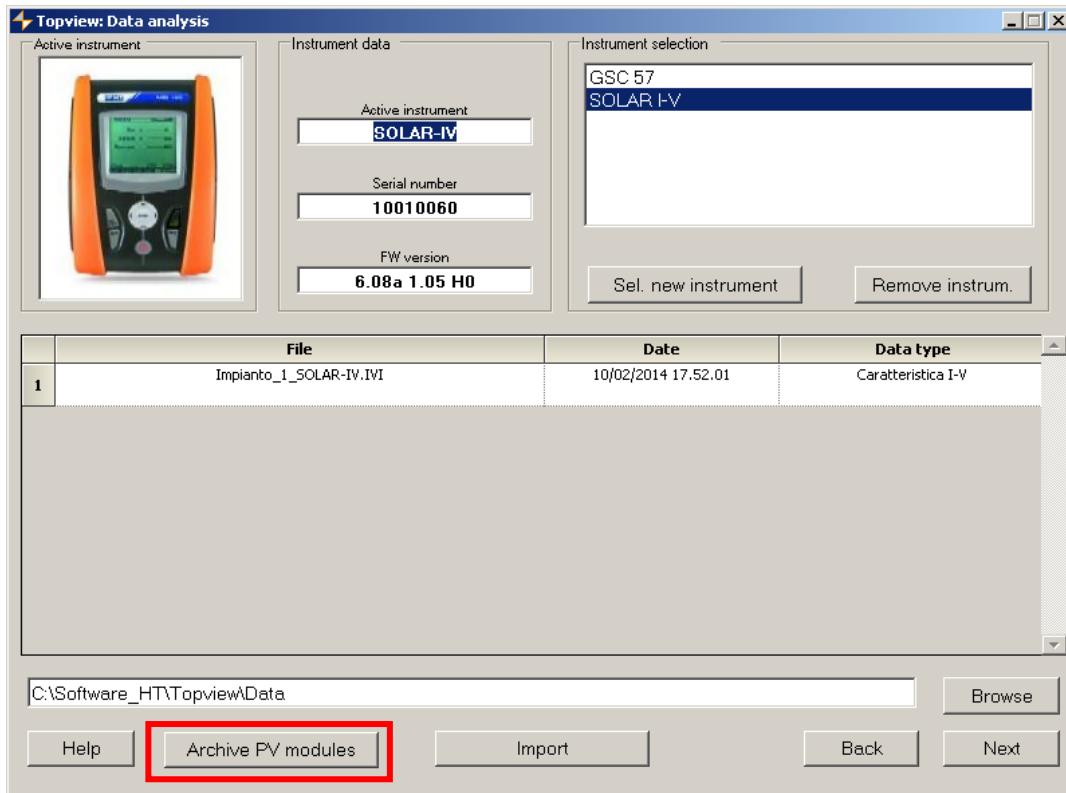 Topview: Data analysis
Active instrument
Instrument data
Active instrument
SOLAR-IV
Serial number
10010060
FW version
6.08a 1.05 H0
Instrument selection
GSC 57
SOLAR I-V
Sel. new instrument
Remove instrum.
File Date Data type
1 Impianto_1_SOLAR-IV.IVI 10/02/2014 17.52.01 Caratteristica I-V
C:\Software_HT\Topview\Data
Browse
Help Archive PV modules Import Back Next